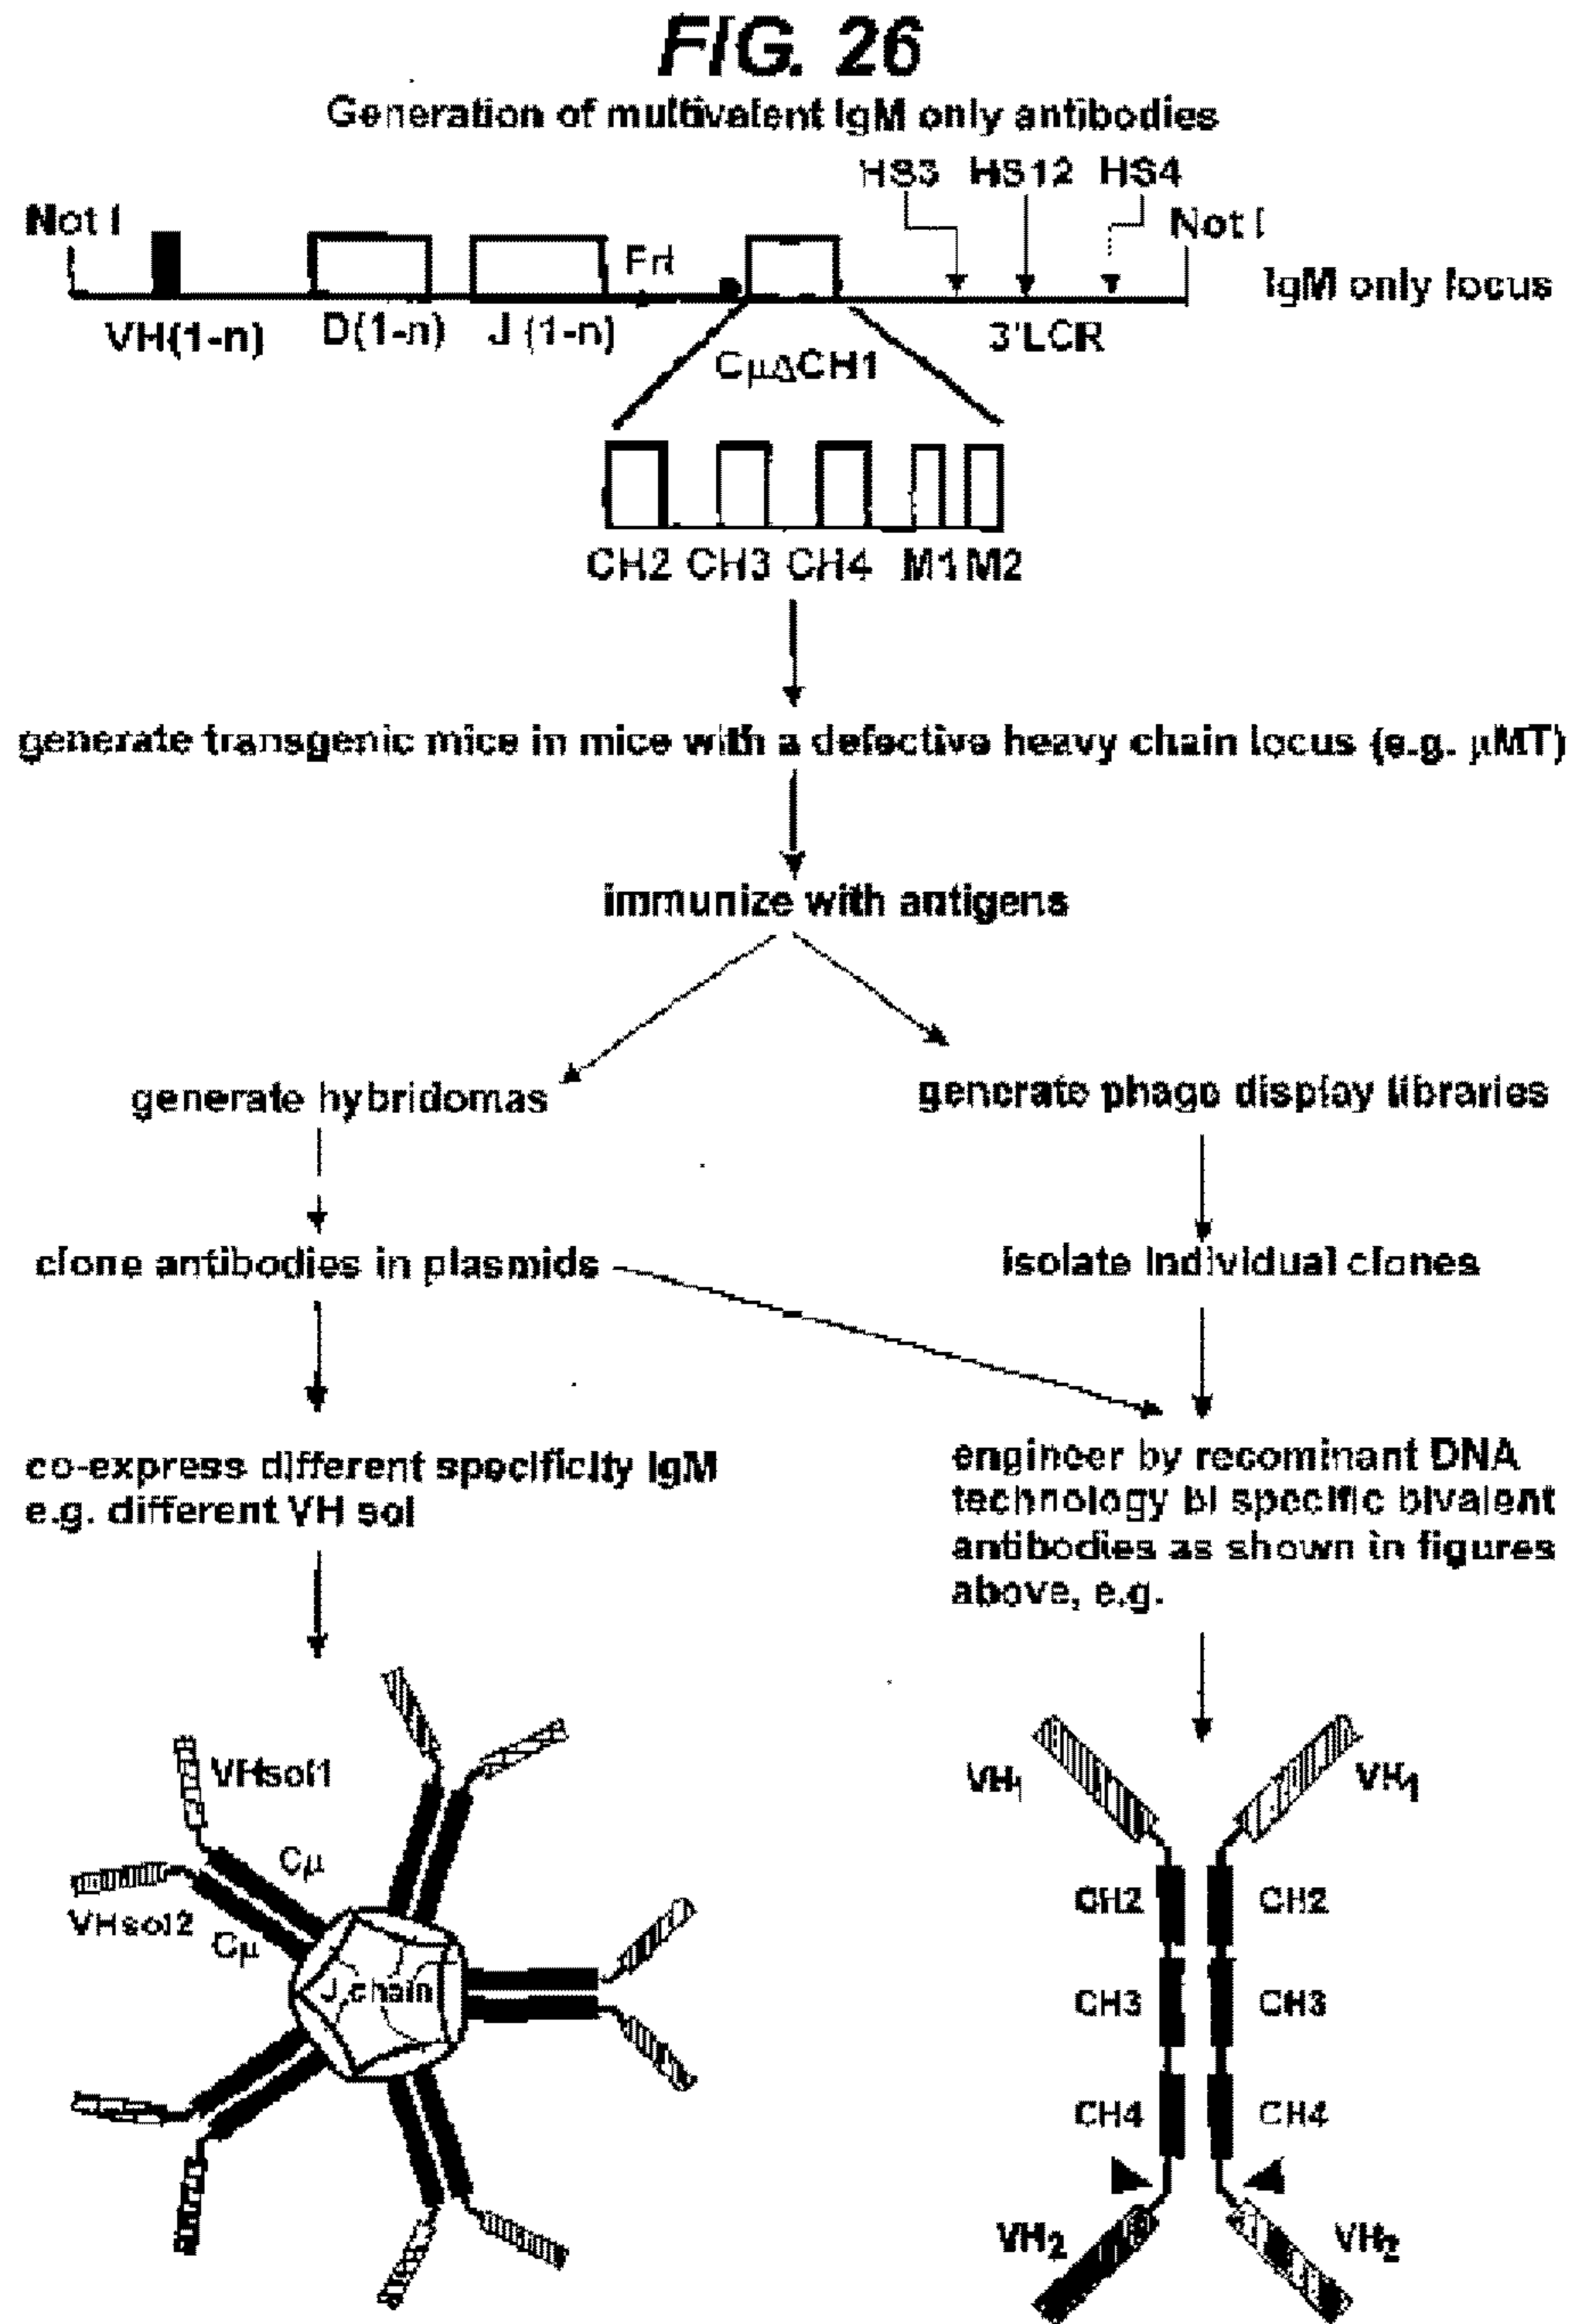 FIG. 26
Generation of multivalent IgM only antibodies
HS3 HS12 HS4
Not I
Not I
Frt
IgM only locus
VH(1-n)
D(1-n)
J (1-n)
3'LCR
CμΔCH1
CH2 CH3 CH4 M1 M2
generate transgenic mice in mice with a defective heavy chain locus (e.g. μMT)
immunize with antigens
generate hybridomas
generate phage display libraries
clone antibodies in plasmids
isolate individual clones
co-express different specificity IgM
e.g. different VH sol
engineer by recominant DNA
technology bi specific bivalent
antibodies as shown in figures
above, e.g.
VHsol1
Cμ
VHsol2
Cμ
J chain
VH1
VH1
CH2
CH2
CH3
CH3
CH4
CH4
VH2
VH2